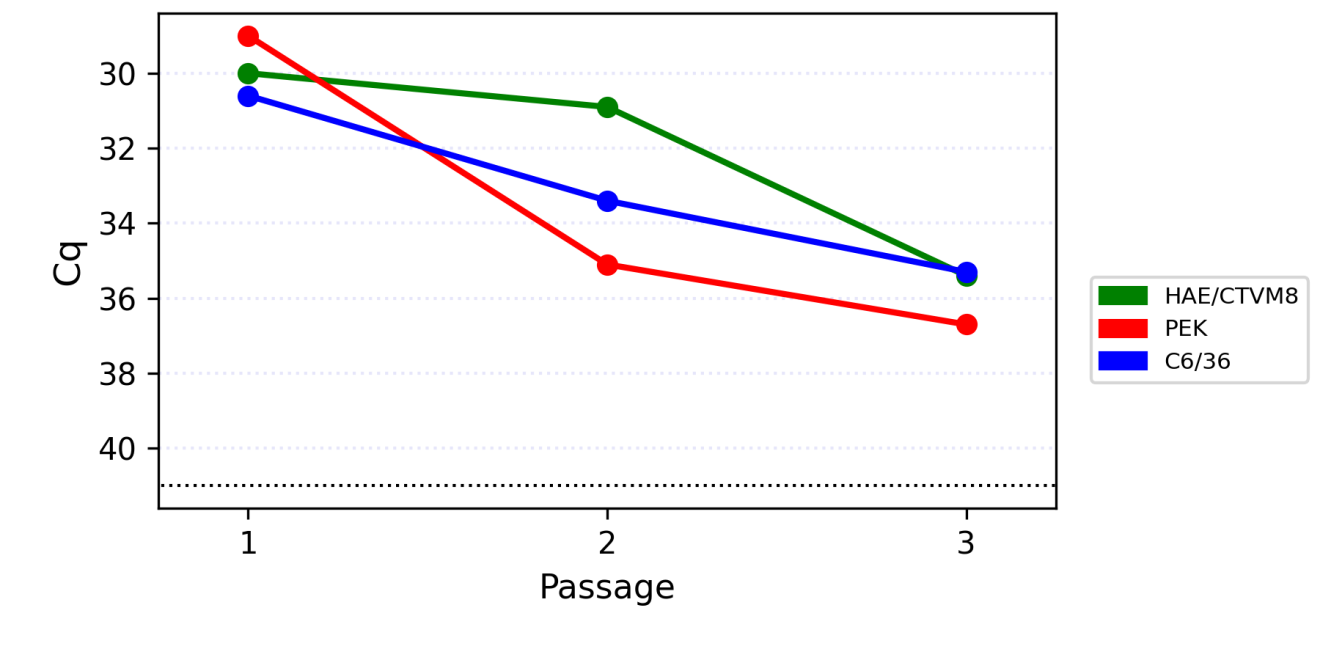 30
32
34
36
38
40
Cq
1 2 3
Passage
HAE/CTVM8
PEK
C6/36